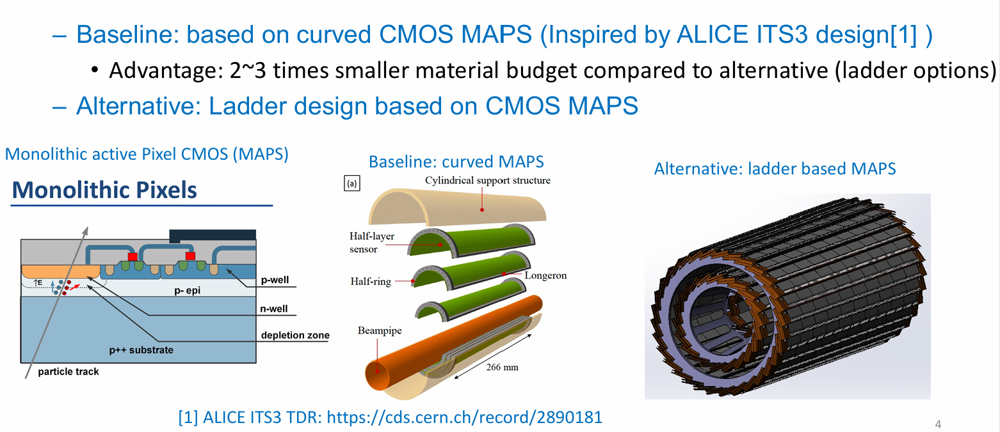 – Baseline: based on curved CMOS MAPS (Inspired by ALICE ITS3 design[1] )
• Advantage: 2~3 times smaller material budget compared to alternative (ladder options)
– Alternative: Ladder design based on CMOS MAPS
Monolithic active Pixel CMOS (MAPS)
Monolithic Pixels
E
p-well
p- epi
n-well
depletion zone
p++ substrate
particle track
Baseline: curved MAPS
(a)
Cylindrical support structure
Half-layer
sensor
Half-ring
Longeron
Beampipe
266 mm
Alternative: ladder based MAPS
[1] ALICE ITS3 TDR: https://cds.cern.ch/record/2890181
4